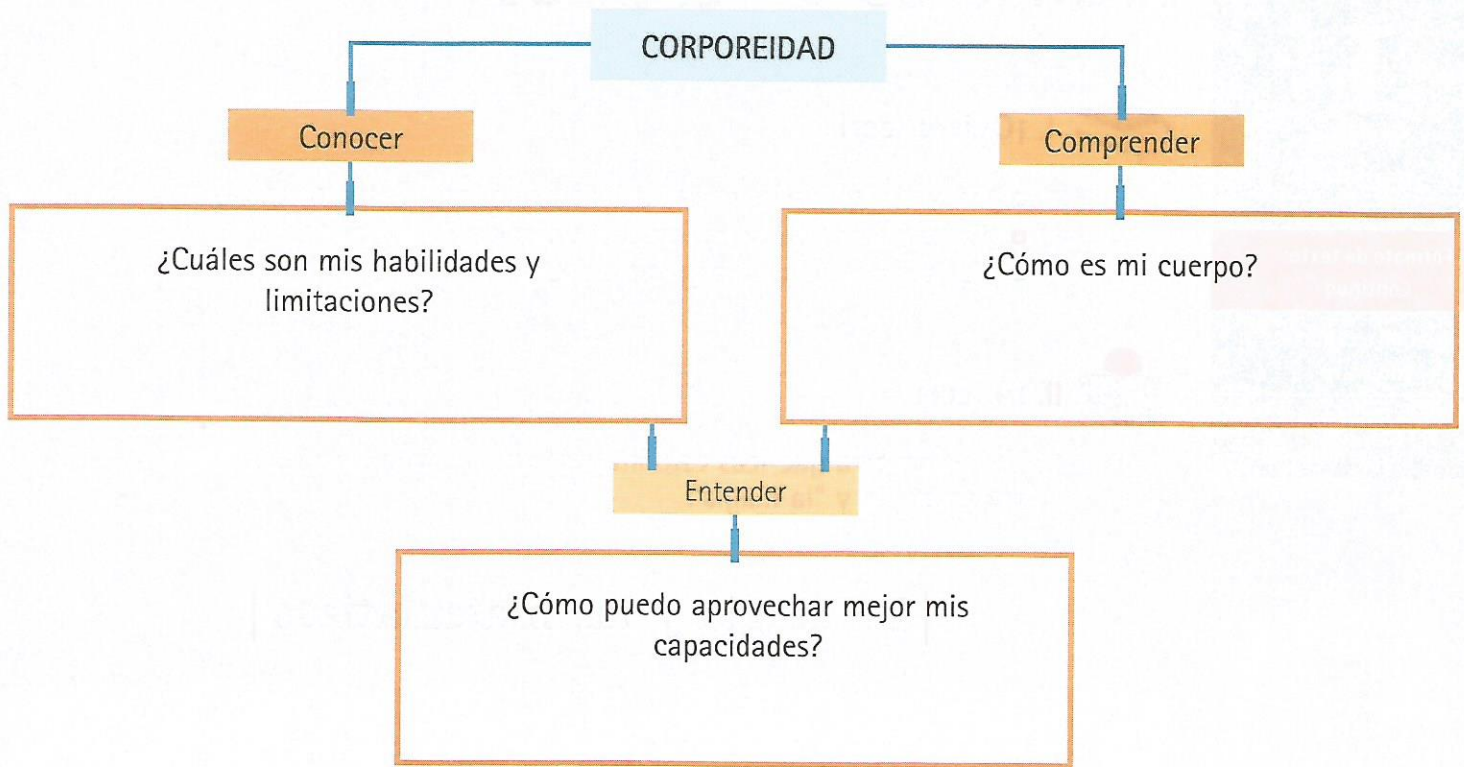 CORPOREIDAD
Conocer
Comprender
¿Cuáles son mis habilidades y
limitaciones?
¿Cómo es mi cuerpo?
Entender
¿Cómo puedo aprovechar mejor mis
capacidades?